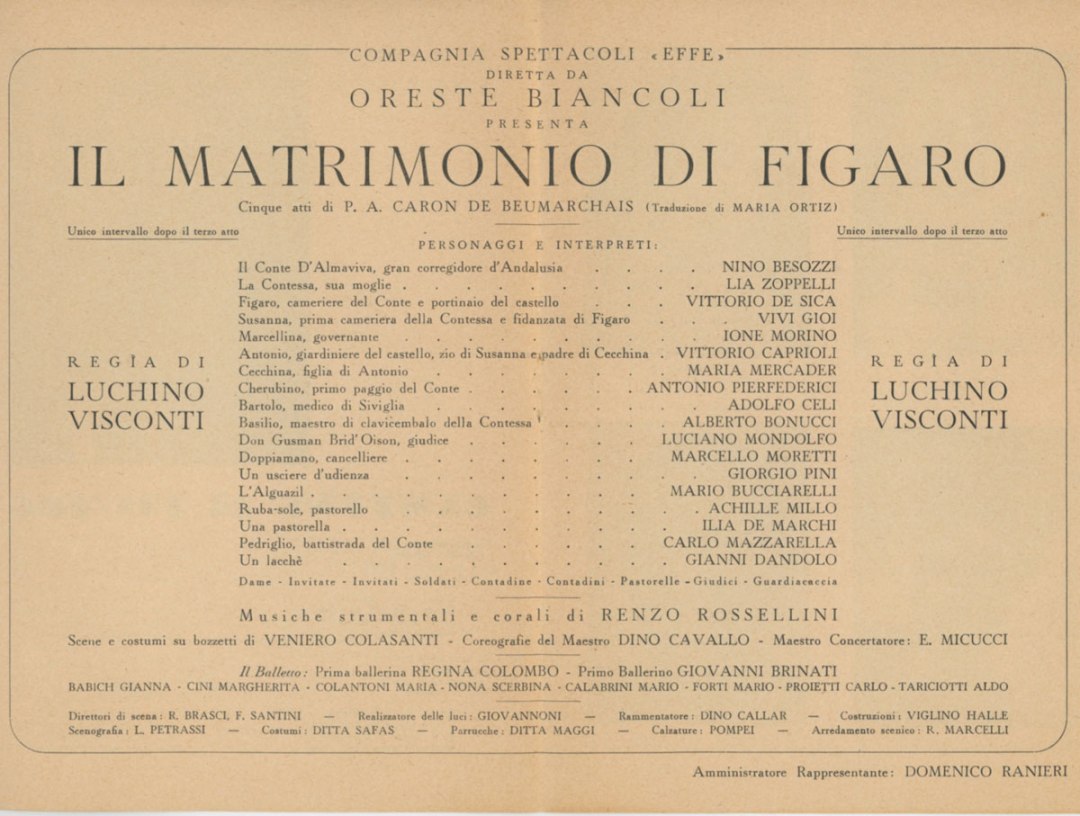 COMPAGNIA SPETTACOLI «EFFE»
DIRETTA DA
ORESTE BIANCOLI
PRESENTA
IL MATRIMONIO DI FIGARO
Cinque atti di P. A. CARON DE BEUMARCHAIS (Traduzione di MARIA ORTIZ)
Unico intervallo dopo il terzo atto
Unico intervallo dopo il terzo atto
PERSONAGGI E INTERPRETI:
Il Conte D'Almaviva, gran corregidore d'Andalusia . . . . NINO BESOZZI
La Contessa, sua moglie . . . . . . . . . LIA ZOPPELLI
Figaro, cameriere del Conte e portinaio del castello . . . VITTORIO DE SICA
Susanna, prima cameriera della Contessa e fidanzata di Figaro . . . VIVI GIOI
Marcellina, governante . . . . . . . . . IONE MORINO
Antonio, giardiniere del castello, zio di Susanna e padre di Cecchina . VITTORIO CAPRIOLI
Cecchina, figlia di Antonio . . . . . . . . MARIA MERCADER
Cherubino, primo paggio del Conte . . . . . . ANTONIO PIERFEDERICI
Bartolo, medico di Siviglia . . . . . . . . . ADOLFO CELI
Basilio, maestro di clavicembalo della Contessa . . . . ALBERTO BONUCCI
Don Gusman Brid'Oison, giudice . . . . . . LUCIANO MONDOLFO
Doppiamano, cancelliere . . . . . . . . MARCELLO MORETTI
Un usciere d'udienza . . . . . . . . . . GIORGIO PINI
L'Alguazil . . . . . . . . . . . MARIO BUCCIARELLI
Ruba-sole, pastorello . . . . . . . . . . ACHILLE MILLO
Una pastorella . . . . . . . . . . . ILIA DE MARCHI
Pedriglio, battistrada del Conte . . . . . . CARLO MAZZARELLA
Un lacchè . . . . . . . . . . . GIANNI DANDOLO
Dame - Invitate - Invitati - Soldati - Contadine - Contadini - Pastorelle - Giudici - Guardiacaccia
REGÌA DI
LUCHINO
VISCONTI
REGÌA DI
LUCHINO
VISCONTI
Musiche strumentali e corali di RENZO ROSSELLINI
Scene e costumi su bozzetti di VENIERO COLASANTI - Coreografie del Maestro DINO CAVALLO - Maestro Concertatore: E. MICUCCI
Il Balletto: Prima ballerina REGINA COLOMBO - Primo Ballerino GIOVANNI BRINATI
BABICH GIANNA - CINI MARGHERITA - COLANTONI MARIA - NONA SCERBINA - CALABRINI MARIO - FORTI MARIO - PROIETTI CARLO - TARICIOTTI ALDO
Direttori di scena: R. BRASCI, F. SANTINI — Realizzatore delle luci: GIOVANNONI — Rammentatore: DINO CALLAR — Costruzioni: VIGLINO HALLE
Scenografia: L. PETRASSI — Costumi: DITTA SAFAS — Parrucche: DITTA MAGGI — Calzature: POMPEI — Arredamento scenico: R. MARCELLI
Amministratore Rappresentante: DOMENICO RANIERI